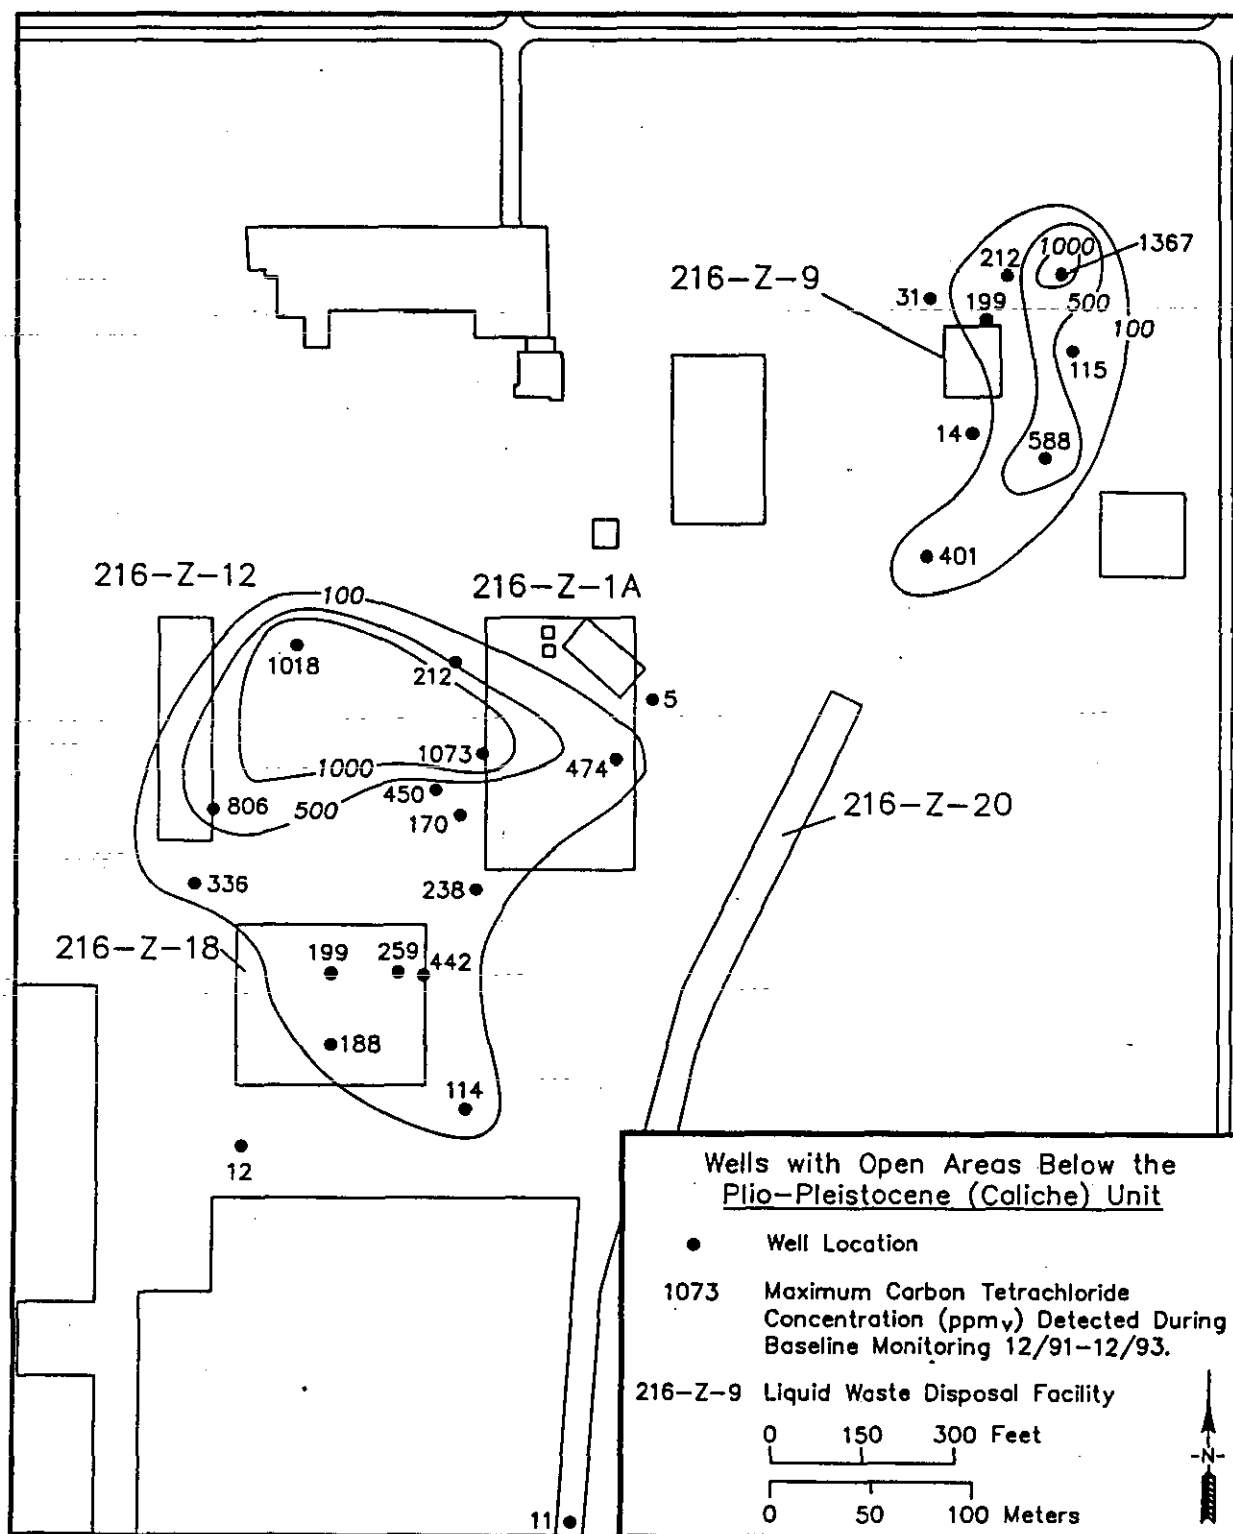 1000
1367
212
216-Z-9
31
500
199
100
115
14
588
401
216-Z-12
216-Z-1A
100
1018
212
5
1073
1000
474
450
806
500
170
216-Z-20
336
238
216-Z-18
199
259
442
188
114
12
Wells with Open Areas Below the
Plio-Pleistocene (Caliche) Unit
Well Location
1073 Maximum Carbon Tetrachloride
Concentration (ppmv) Detected During
Baseline Monitoring 12/91-12/93.
216-Z-9 Liquid Waste Disposal Facility
0 150 300 Feet
-N-
0 50 100 Meters
11